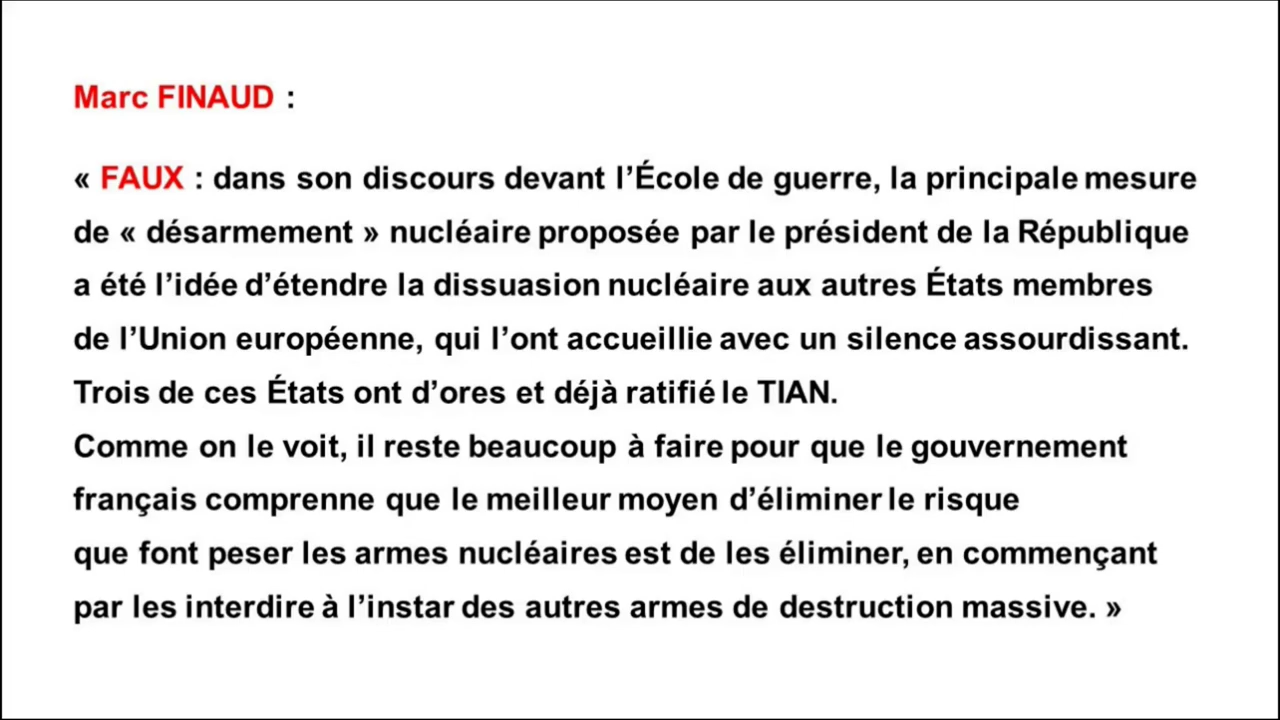 Marc FINAUD :
« FAUX : dans son discours devant l’École de guerre, la principale mesure
de « désarmement » nucléaire proposée par le président de la République
a été l’idée d’étendre la dissuasion nucléaire aux autres États membres
de l’Union européenne, qui l’ont accueillie avec un silence assourdissant.
Trois de ces États ont d’ores et déjà ratifié le TIAN.
Comme on le voit, il reste beaucoup à faire pour que le gouvernement
français comprenne que le meilleur moyen d’éliminer le risque
que font peser les armes nucléaires est de les éliminer, en commençant
par les interdire à l’instar des autres armes de destruction massive. »